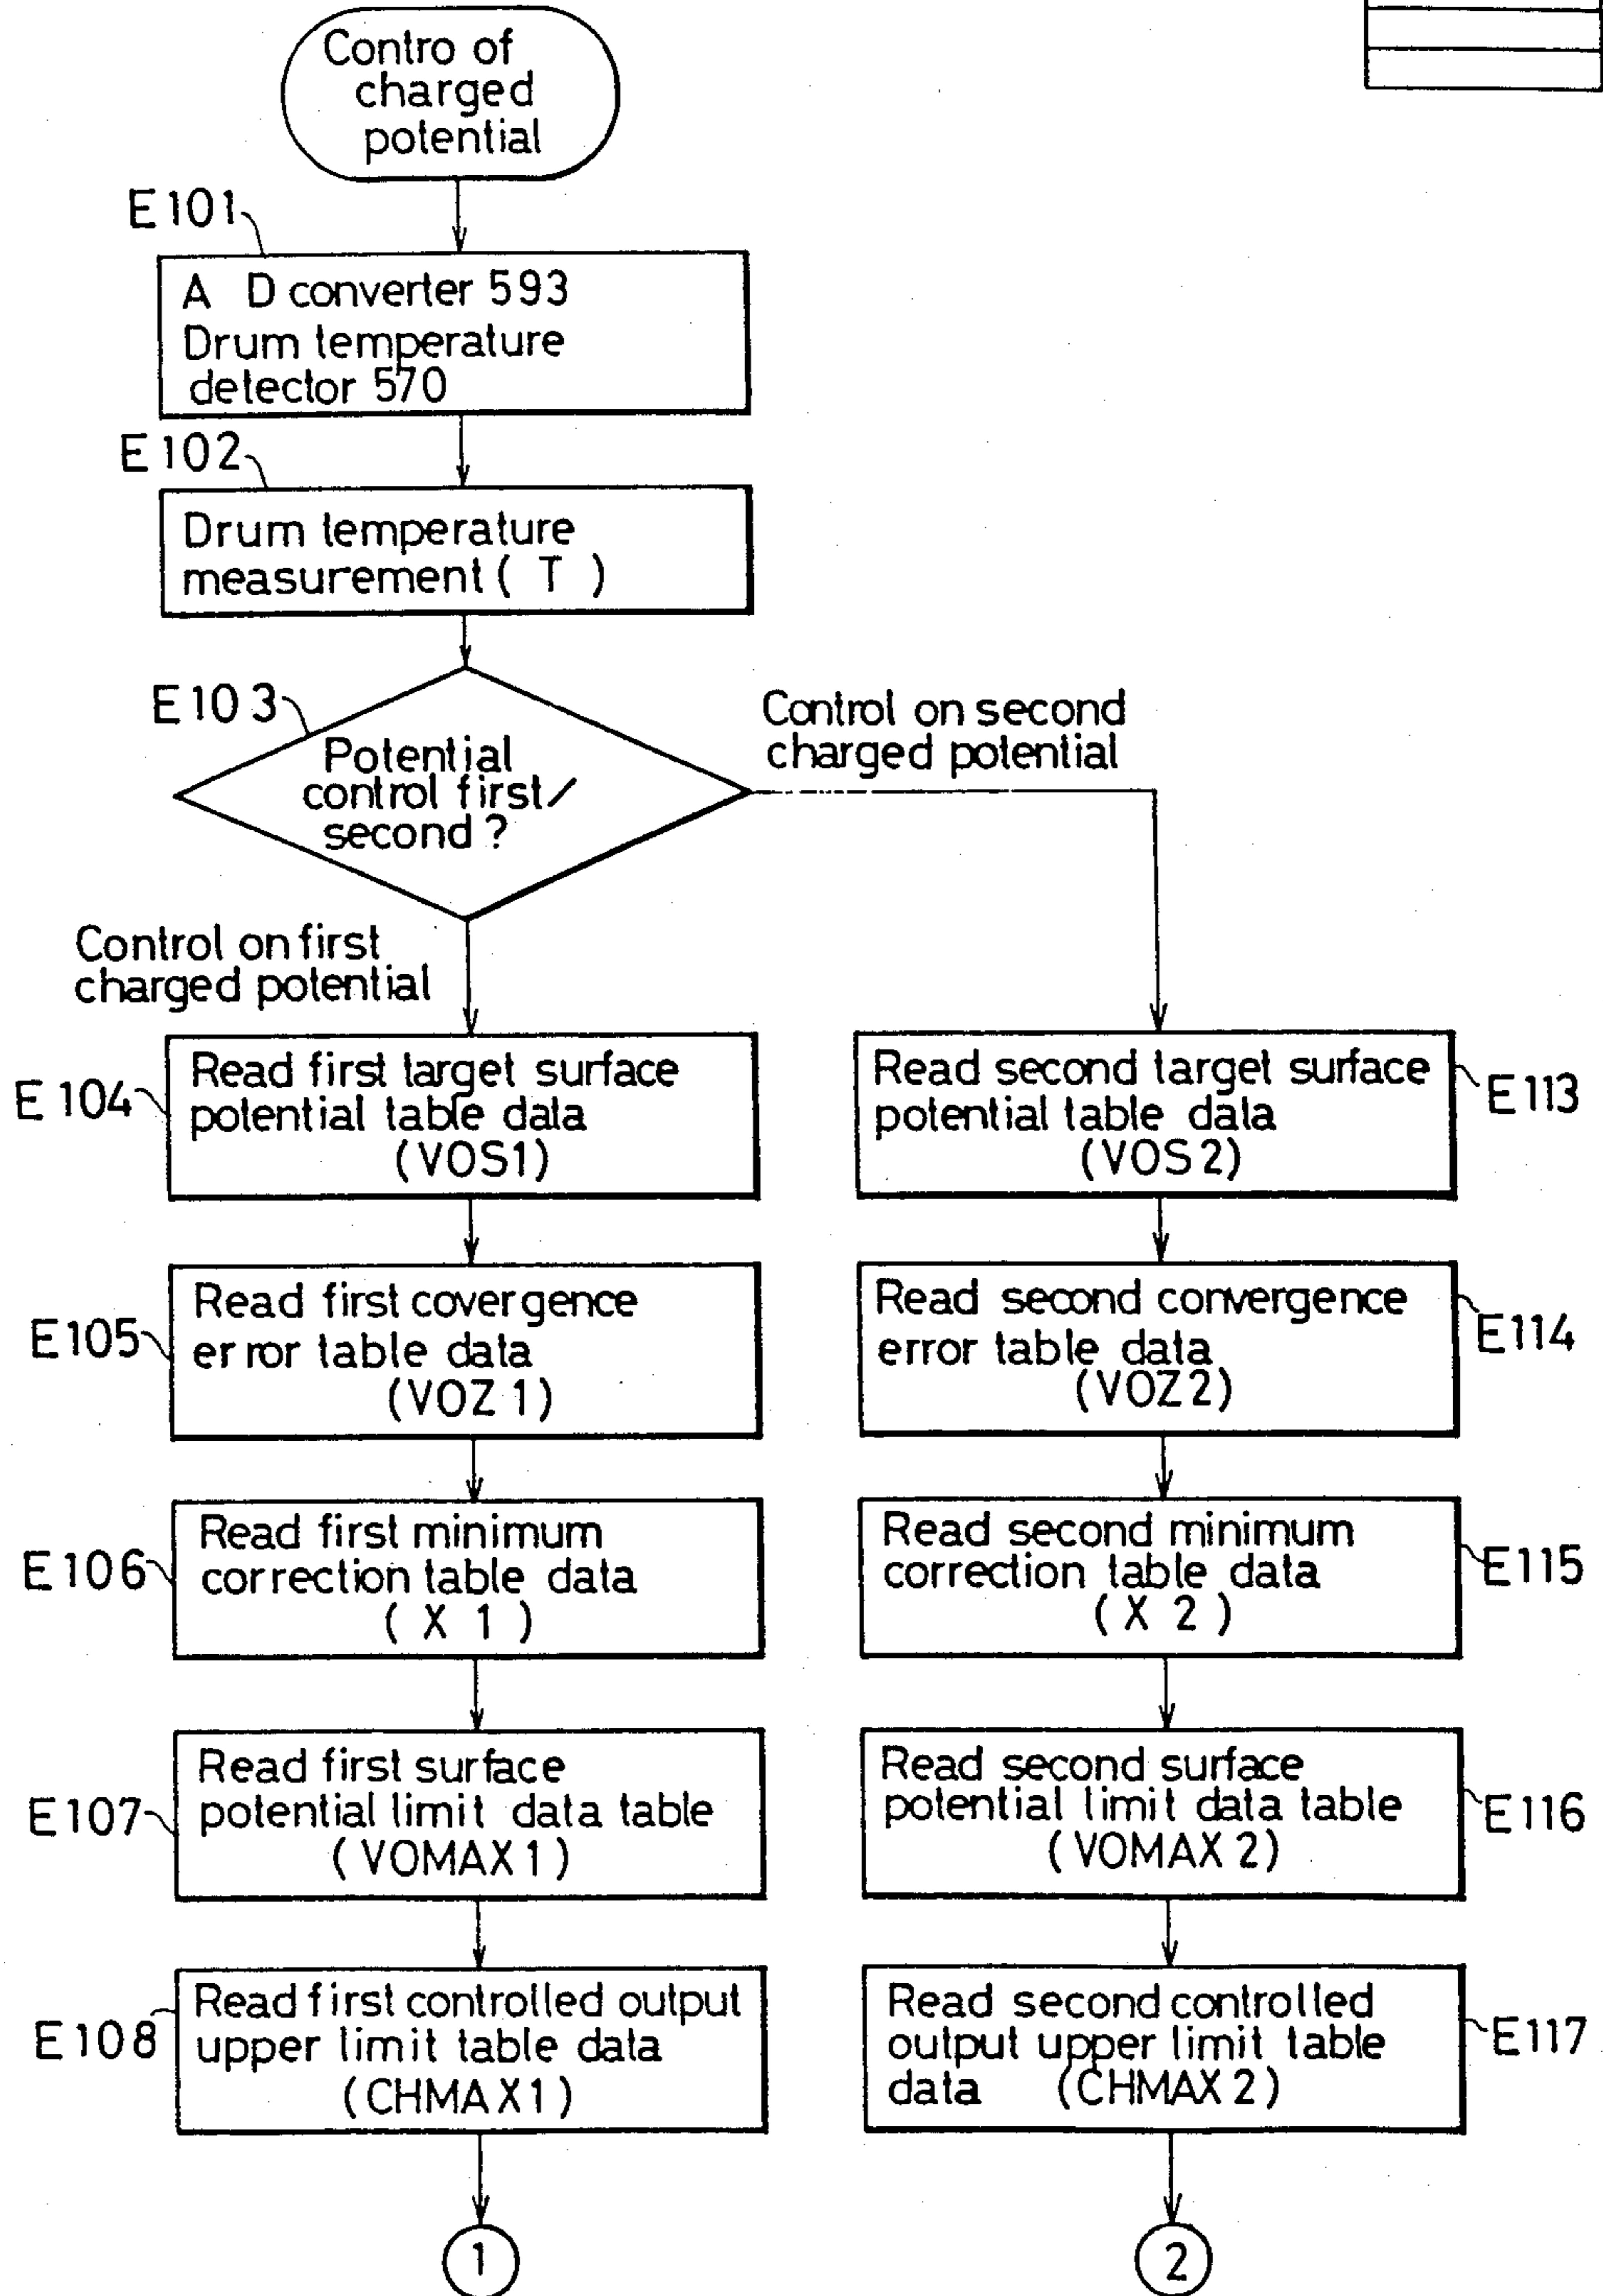 Contro of
charged
potential
E101
A D converter 593
Drum temperature
detector 570
E102
Drum temperature
measurement ( T )
E103
Potential
control first/
second ?
Control on second
charged potential
Control on first
charged potential
E104
Read first target surface
potential table data
(VOS1)
Read second target surface
potential table data
(VOS2)
E113
E105
Read first covergence
error table data
(VOZ1)
Read second convergence
error table data
(VOZ2)
E114
E106
Read first minimum
correction table data
( X 1 )
Read second minimum
correction table data
( X 2 )
E115
E107
Read first surface
potential limit data table
(VOMAX1)
Read second surface
potential limit data table
(VOMAX2)
E116
E108
Read first controlled output
upper limit table data
(CHMAX1)
Read second controlled
output upper limit table
data (CHMAX2)
E117
1
2